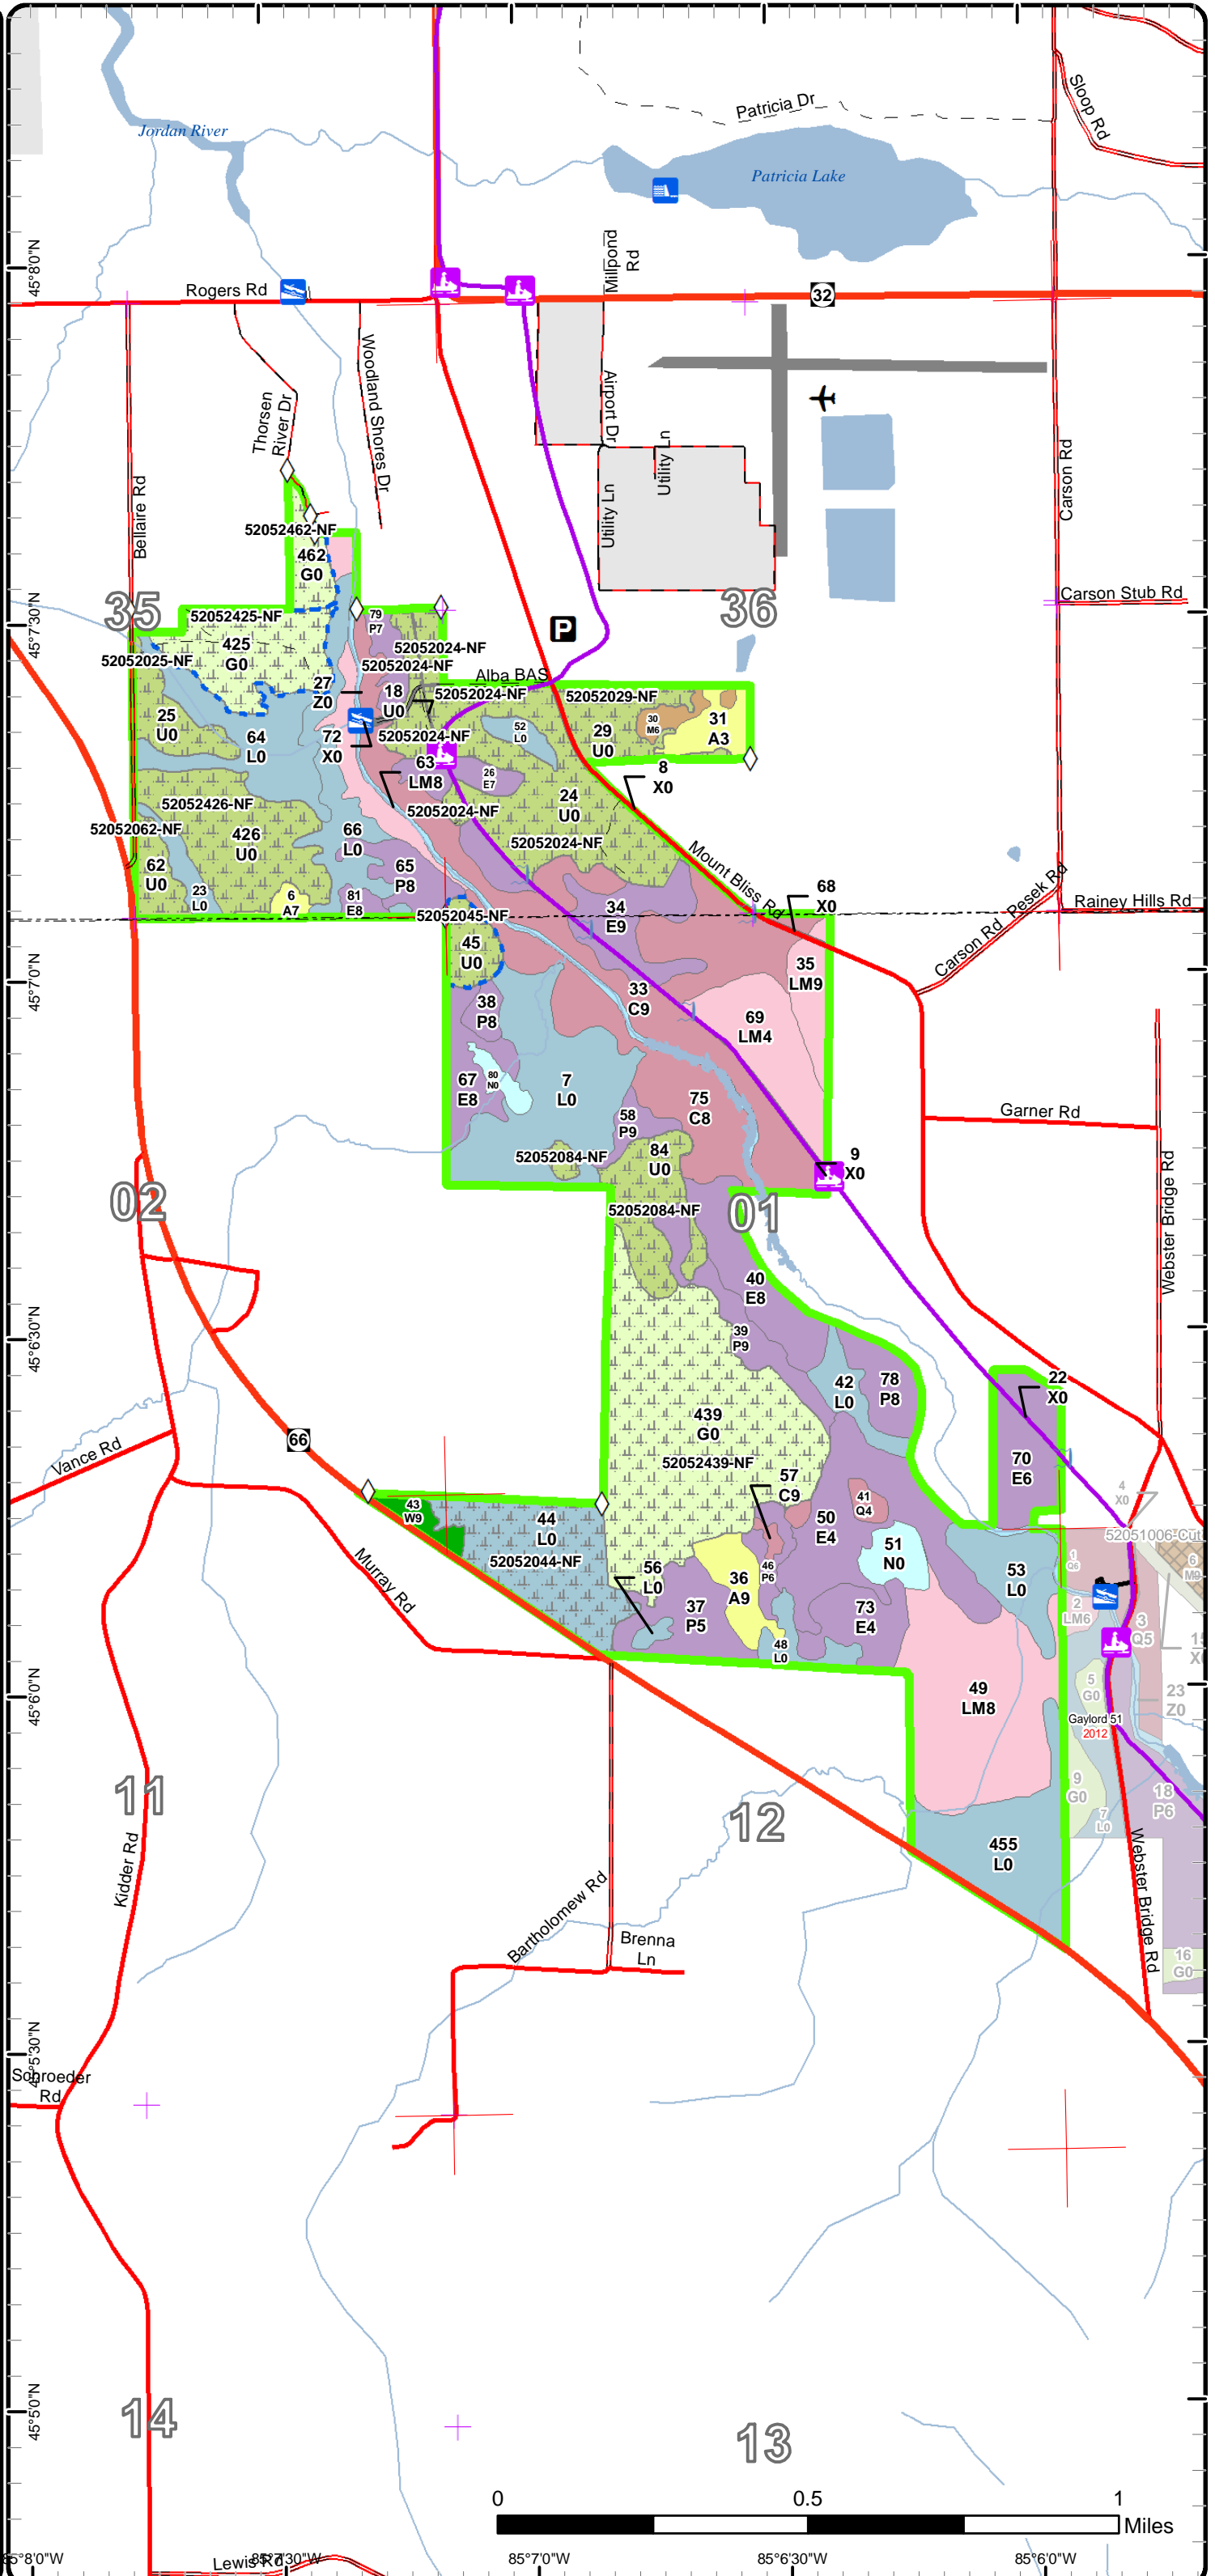 Sloop Rd
Patricia Dr
Jordan River
Patricia Lake
45°8'0"N
Millpond
Rd
Rogers Rd
32
Thorsen
River Dr
Woodland Shores Dr
Airport Dr
Utility Ln
Utility Ln
Bellaire Rd
Carson Rd
52052462-NF
462
G0
35
36
Carson Stub Rd
45°7'30"N
52052425-NF
79
P7
P
425
G0
52052024-NF
52052025-NF
52052024-NF
Alba BAS
27
Z0
18
U0
52052024-NF
52052029-NF
25
U0
64
L0
72
X0
52052024-NF
52
L0
29
U0
30
M6
31
A3
63
LM8
26
E7
8
X0
24
U0
52052426-NF
52052024-NF
52052062-NF
426
U0
66
L0
52052024-NF
Mount Bliss Rd
62
U0
23
L0
6
A7
65
P8
81
E8
68
X0
Carson Rd
Pesek Rd
Rainey Hills Rd
52052045-NF
34
E9
45
U0
45°7'0"N
35
LM9
38
P8
33
C9
69
LM4
67
E8
80
N0
7
L0
75
C8
58
P9
Garner Rd
84
U0
52052084-NF
9
X0
Webster Bridge Rd
02
52052084-NF
01
40
E8
45°6'30"N
39
P9
42
L0
78
P8
22
X0
439
G0
66
Vance Rd
52052439-NF
57
C9
70
E6
43
W9
44
L0
41
Q4
50
E4
4
X0
52052044-NF
51
N0
52051006-Cut
1
Q6
6
M9
Murray Rd
56
L0
36
A9
46
P6
53
L0
37
P5
73
E4
2
LM6
3
Q5
48
L0
45°6'0"N
49
LM8
5
G0
23
Z0
Gaylord 51
2012
11
12
9
G0
7
L0
18
P6
Kidder Rd
455
L0
Webster Bridge Rd
Bartholomew Rd
Brenna
Ln
16
G0
45°5'30"N
Schroeder
Rd
45°5'0"N
14
13
0
0.5
1
Miles
Lewis Rd
85°8'0"W
85°7'30"W
85°7'0"W
85°6'30"W
85°6'0"W